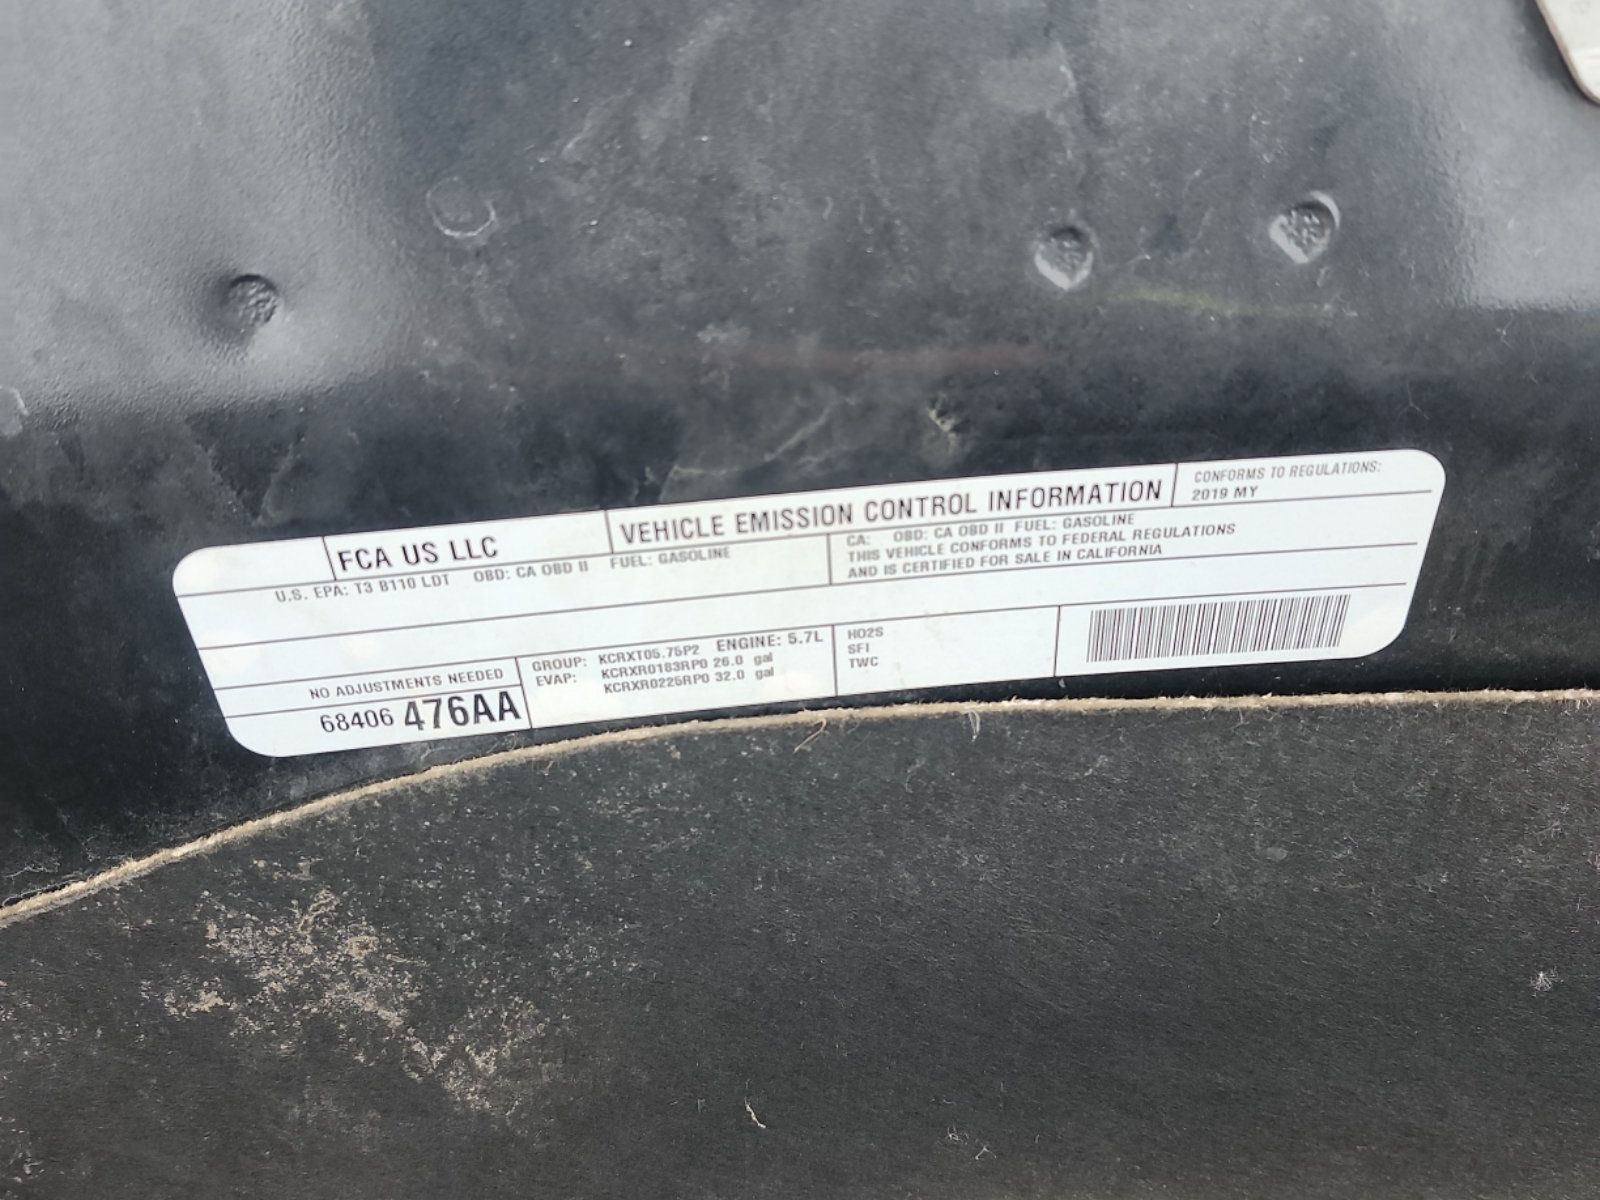 FCA US LLC
VEHICLE EMISSION CONTROL INFORMATION
CONFORMS TO REGULATIONS:
2019 MY
U.S. EPA: T3 B110 LDT OBD: CA OBD II FUEL: GASOLINE
CA: OBD: CA OBD II FUEL: GASOLINE
THIS VEHICLE CONFORMS TO FEDERAL REGULATIONS
AND IS CERTIFIED FOR SALE IN CALIFORNIA
NO ADJUSTMENTS NEEDED
68406 476AA
GROUP: KCRXT05.75P2 ENGINE: 5.7L
EVAP: KCRXR0183RP0 26.0 gal
KCRXR0225RP0 32.0 gal
HO2S
SFI
TWC